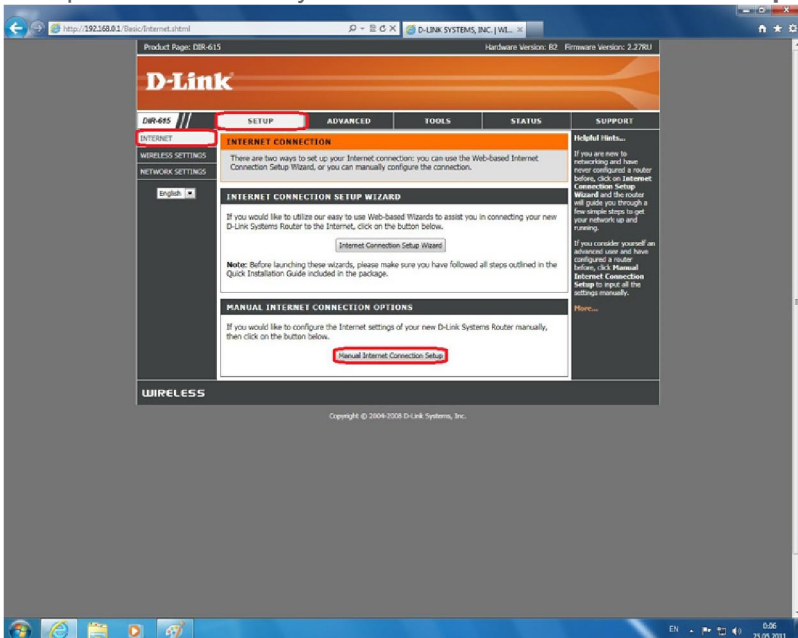 http://192.168.0.1/Basic/Internet.shtml
D-LINK SYSTEMS, INC. | WI...
Product Page: DIR-615
Hardware Version: B2 Firmware Version: 2.27RU
D-Link
DIR-615
SETUP
ADVANCED
TOOLS
STATUS
SUPPORT
INTERNET
WIRELESS SETTINGS
NETWORK SETTINGS
English
INTERNET CONNECTION
There are two ways to set up your Internet connection: you can use the Web-based Internet
Connection Setup Wizard, or you can manually configure the connection.
INTERNET CONNECTION SETUP WIZARD
If you would like to utilize our easy to use Web-based Wizards to assist you in connecting your new
D-Link Systems Router to the Internet, click on the button below.
Internet Connection Setup Wizard
Note: Before launching these wizards, please make sure you have followed all steps outlined in the
Quick Installation Guide included in the package.
MANUAL INTERNET CONNECTION OPTIONS
If you would like to configure the Internet settings of your new D-Link Systems Router manually,
then click on the button below.
Manual Internet Connection Setup
Helpful Hints...
If you are new to
networking and have
never configured a router
before, click on Internet
Connection Setup
Wizard and the router
will guide you through a
few simple steps to get
your network up and
running.
If you consider yourself an
advanced user and have
configured a router
before, click Manual
Internet Connection
Setup to input all the
settings manually.
More...
WIRELESS
Copyright © 2004-2008 D-Link Systems, Inc.
EN
0:06
25.05.2011